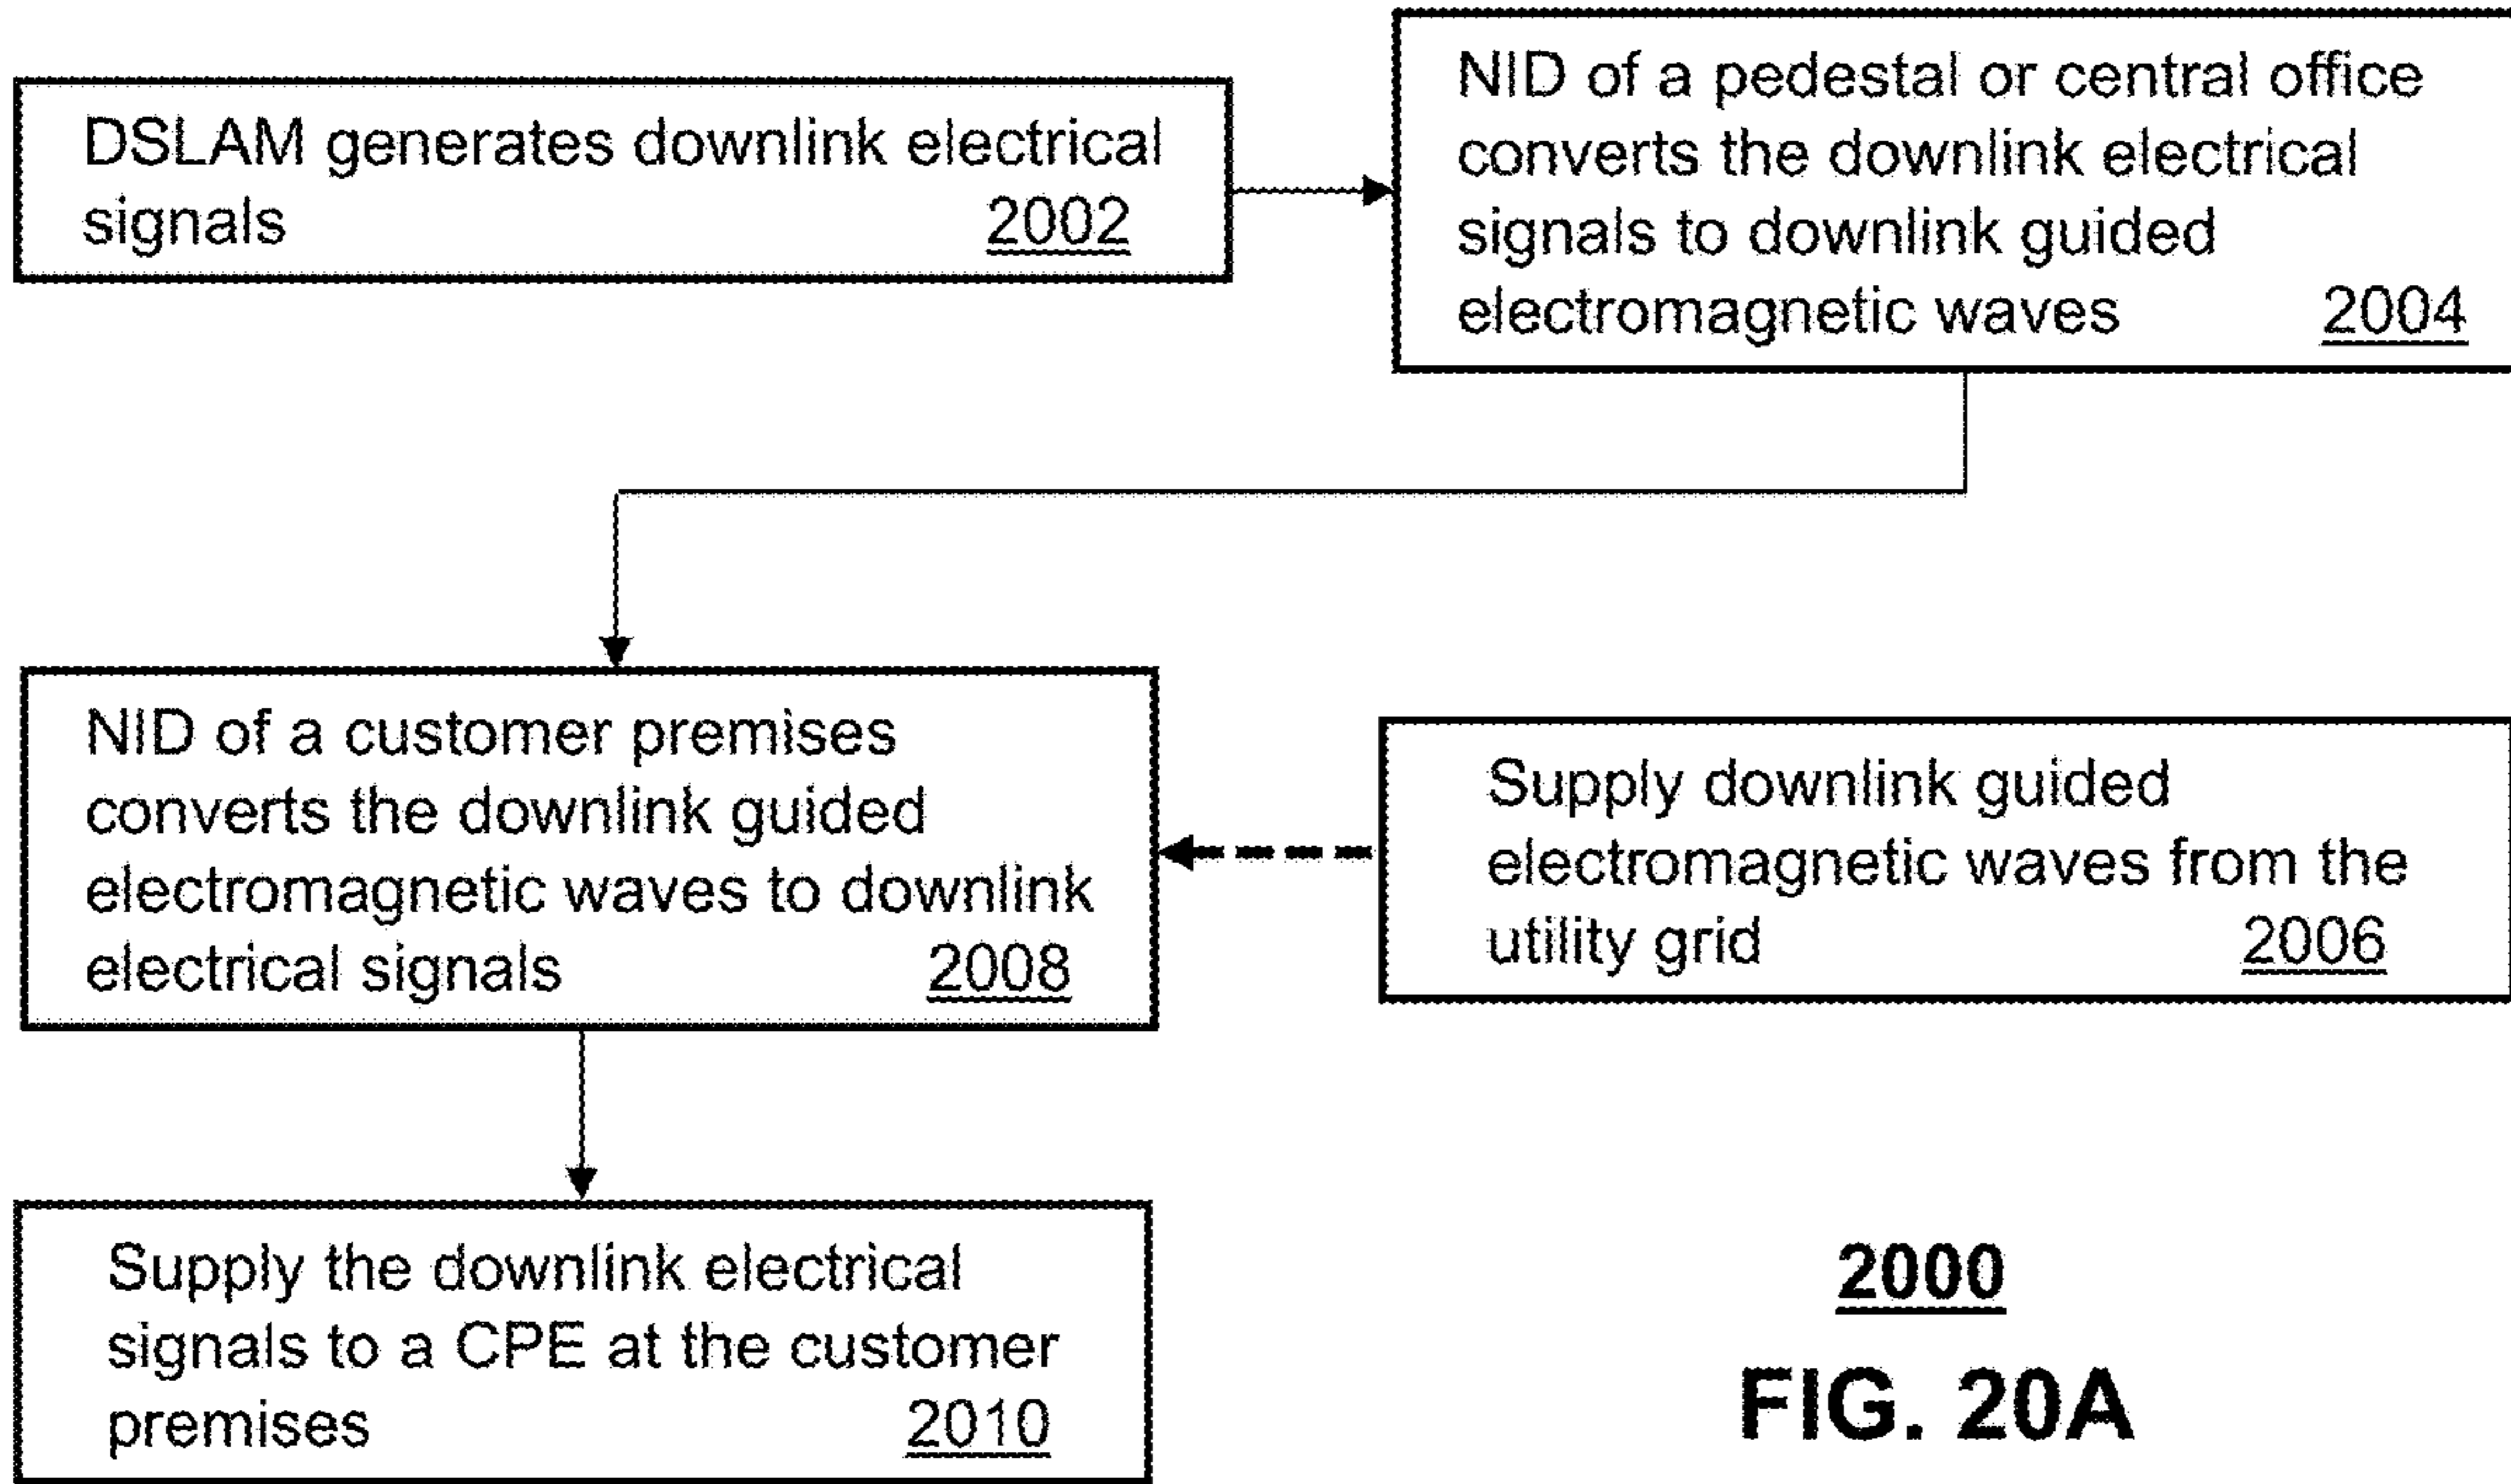 DSLAM generates downlink electrical
signals 2002
NID of a pedestal or central office
converts the downlink electrical
signals to downlink guided
electromagnetic waves 2004
NID of a customer premises
converts the downlink guided
electromagnetic waves to downlink
electrical signals 2008
Supply downlink guided
electromagnetic waves from the
utility grid 2006
Supply the downlink electrical
signals to a CPE at the customer
premises 2010
2000
FIG. 20A